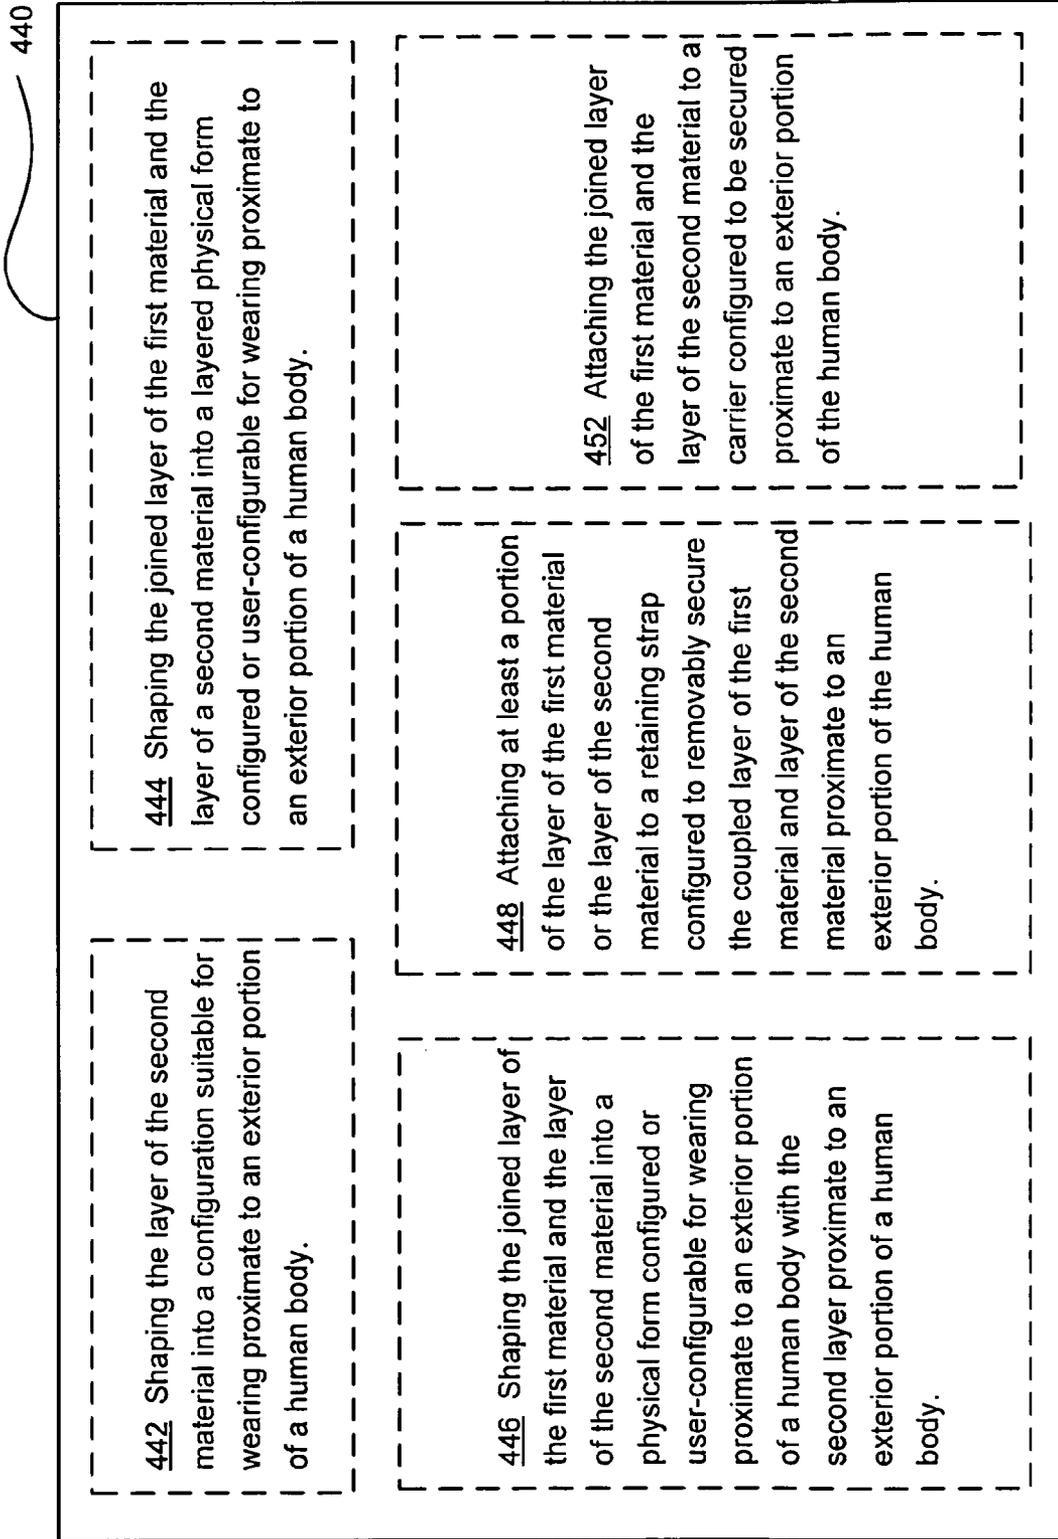 440
442 Shaping the layer of the second
material into a configuration suitable for
wearing proximate to an exterior portion
of a human body.
444 Shaping the joined layer of the first material and the
layer of a second material into a layered physical form
configured or user-configurable for wearing proximate to
an exterior portion of a human body.
446 Shaping the joined layer of
the first material and the layer
of the second material into a
physical form configured or
user-configurable for wearing
proximate to an exterior portion
of a human body with the
second layer proximate to an
exterior portion of a human
body.
448 Attaching at least a portion
of the layer of the first material
or the layer of the second
material to a retaining strap
configured to removably secure
the coupled layer of the first
material and layer of the second
material proximate to an
exterior portion of the human
body.
452 Attaching the joined layer
of the first material and the
layer of the second material to a
carrier configured to be secured
proximate to an exterior portion
of the human body.